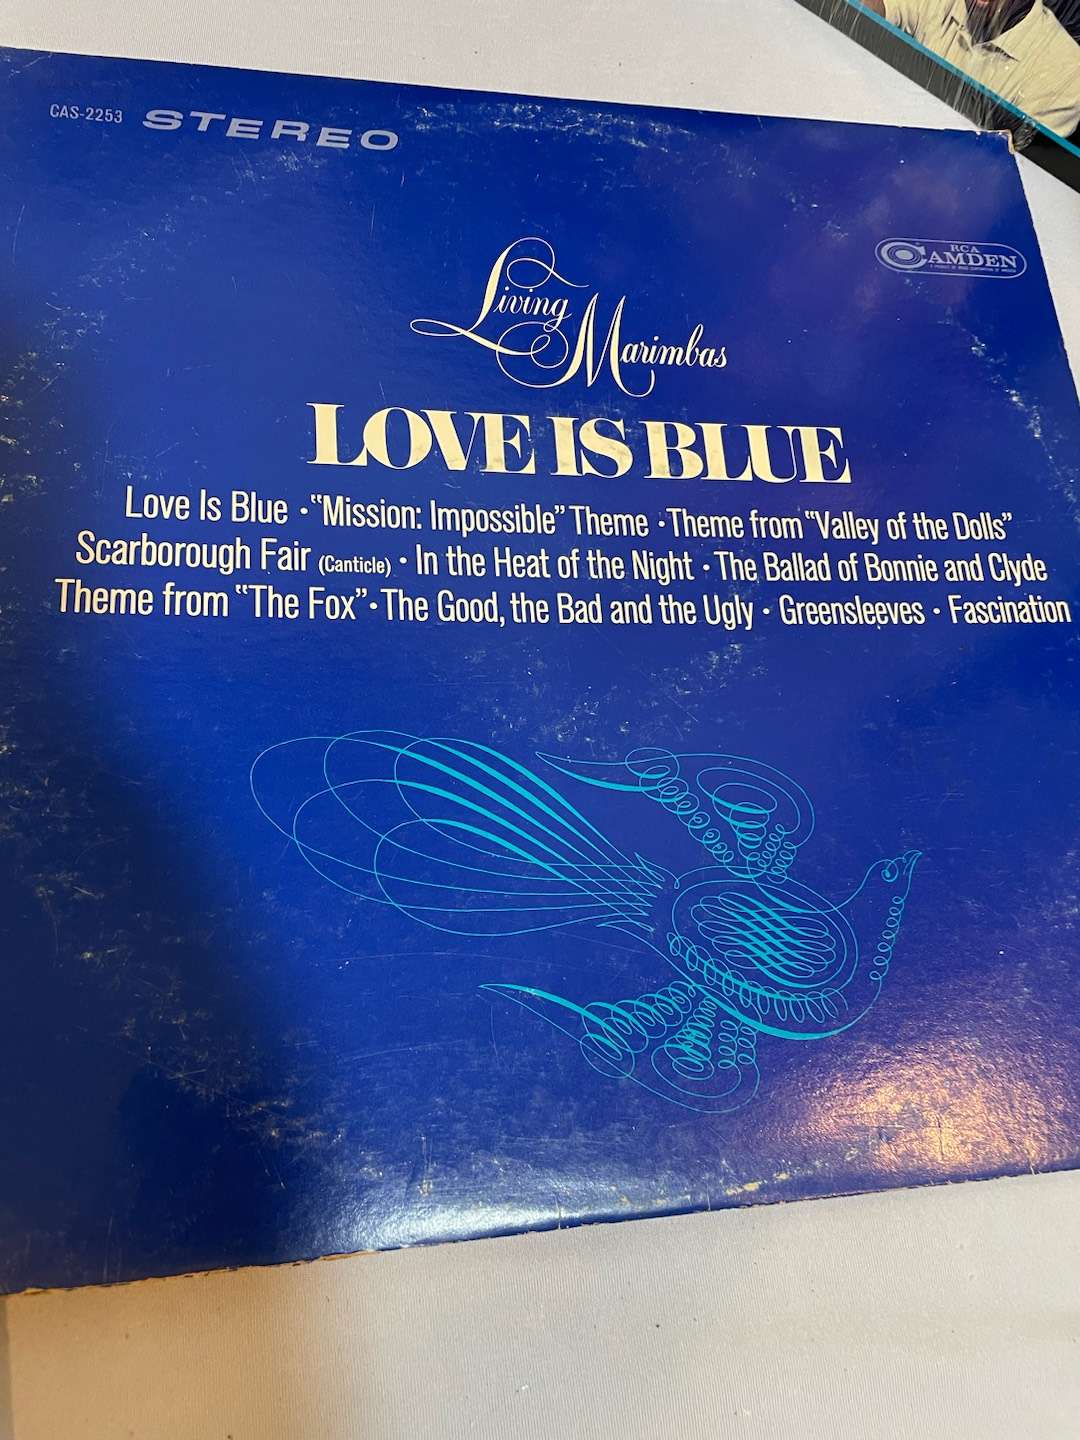 CAS-2253 STEREO
RCA
CAMDEN
Living
Marimbas
LOVE IS BLUE
Love Is Blue · "Mission: Impossible" Theme · Theme from "Valley of the Dolls"
Scarborough Fair (Canticle) · In the Heat of the Night · The Ballad of Bonnie and Clyde
Theme from "The Fox" · The Good, the Bad and the Ugly · Greensleeves · Fascination